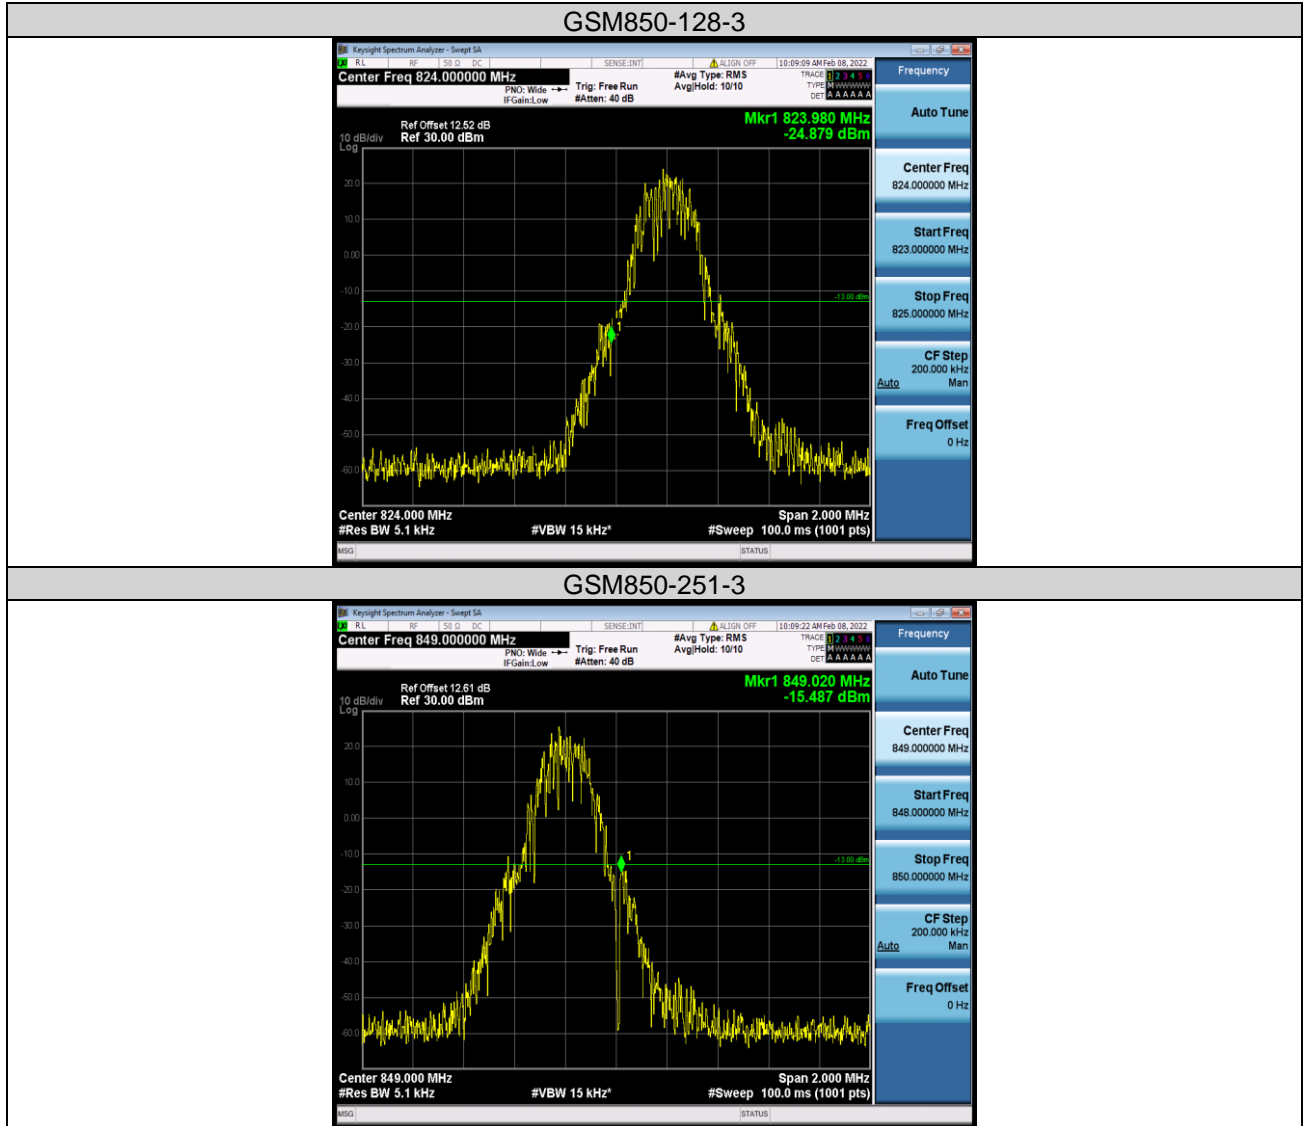 GSM850-128-3
Keysight Spectrum Analyzer - Swept SA
RL RF 50 Ω DC SENSE:INT ALIGN OFF 10:09:09 AM Feb 08, 2022
Center Freq 824.000000 MHz
PNO: Wide
IFGain:Low
Trig: Free Run
#Atten: 40 dB
#Avg Type: RMS
Avg|Hold: 10/10
TRACE 1 2 3 4 5 6
TYPE M W W W W W
DET A A A A A A
Frequency
Mkr1 823.980 MHz
-24.879 dBm
Ref Offset 12.52 dB
10 dB/div Ref 30.00 dBm
Log
20.0
10.0
0.00
-10.0
-20.0
-30.0
-40.0
-50.0
-60.0
-13.00 dBm
1
Auto Tune
Center Freq
824.000000 MHz
Start Freq
823.000000 MHz
Stop Freq
825.000000 MHz
CF Step
200.000 kHz
Auto Man
Freq Offset
0 Hz
Center 824.000 MHz Span 2.000 MHz
#Res BW 5.1 kHz #VBW 15 kHz* #Sweep 100.0 ms (1001 pts)
MSG STATUS
GSM850-251-3
Keysight Spectrum Analyzer - Swept SA
RL RF 50 Ω DC SENSE:INT ALIGN OFF 10:09:22 AM Feb 08, 2022
Center Freq 849.000000 MHz
PNO: Wide
IFGain:Low
Trig: Free Run
#Atten: 40 dB
#Avg Type: RMS
Avg|Hold: 10/10
TRACE 1 2 3 4 5 6
TYPE M W W W W W
DET A A A A A A
Frequency
Mkr1 849.020 MHz
-15.487 dBm
Ref Offset 12.61 dB
10 dB/div Ref 30.00 dBm
Log
20.0
10.0
0.00
-10.0
-20.0
-30.0
-40.0
-50.0
-60.0
-13.00 dBm
1
Auto Tune
Center Freq
849.000000 MHz
Start Freq
848.000000 MHz
Stop Freq
850.000000 MHz
CF Step
200.000 kHz
Auto Man
Freq Offset
0 Hz
Center 849.000 MHz Span 2.000 MHz
#Res BW 5.1 kHz #VBW 15 kHz* #Sweep 100.0 ms (1001 pts)
MSG STATUS